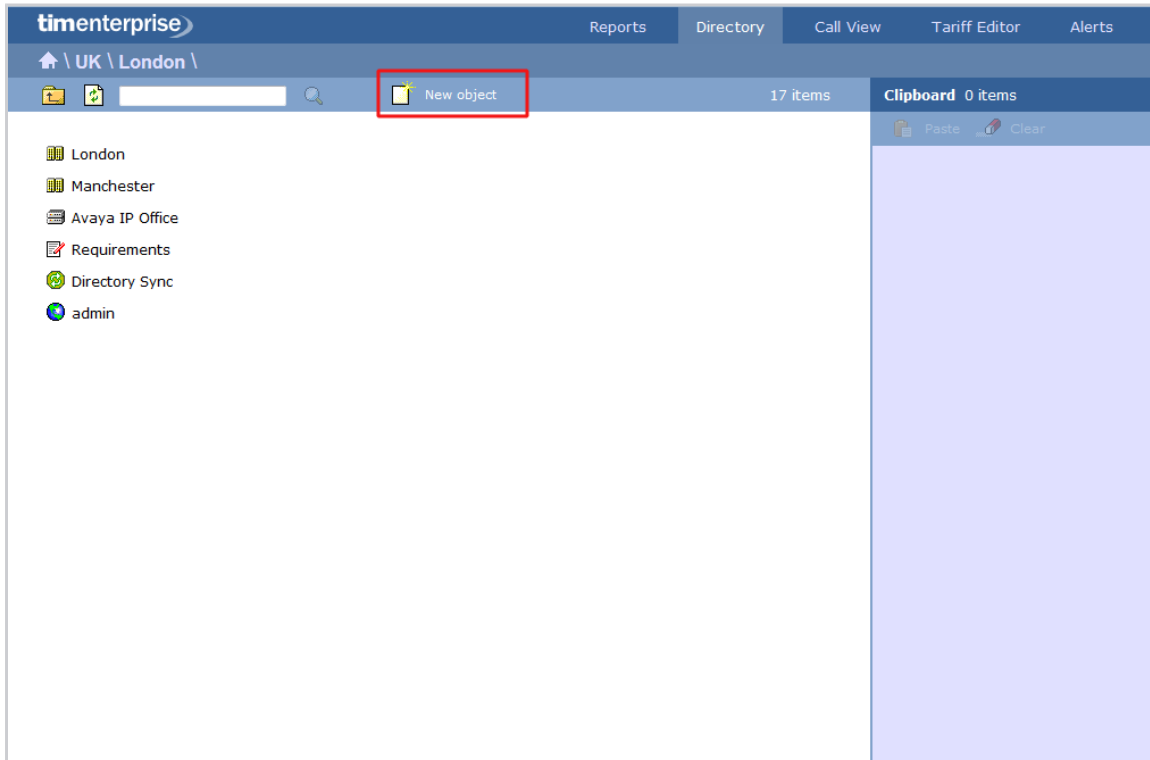 timenterprise Reports Directory Call View Tariff Editor Alerts
\ UK \ London \
New object 17 items Clipboard 0 items
Paste Clear
London
Manchester
Avaya IP Office
Requirements
Directory Sync
admin